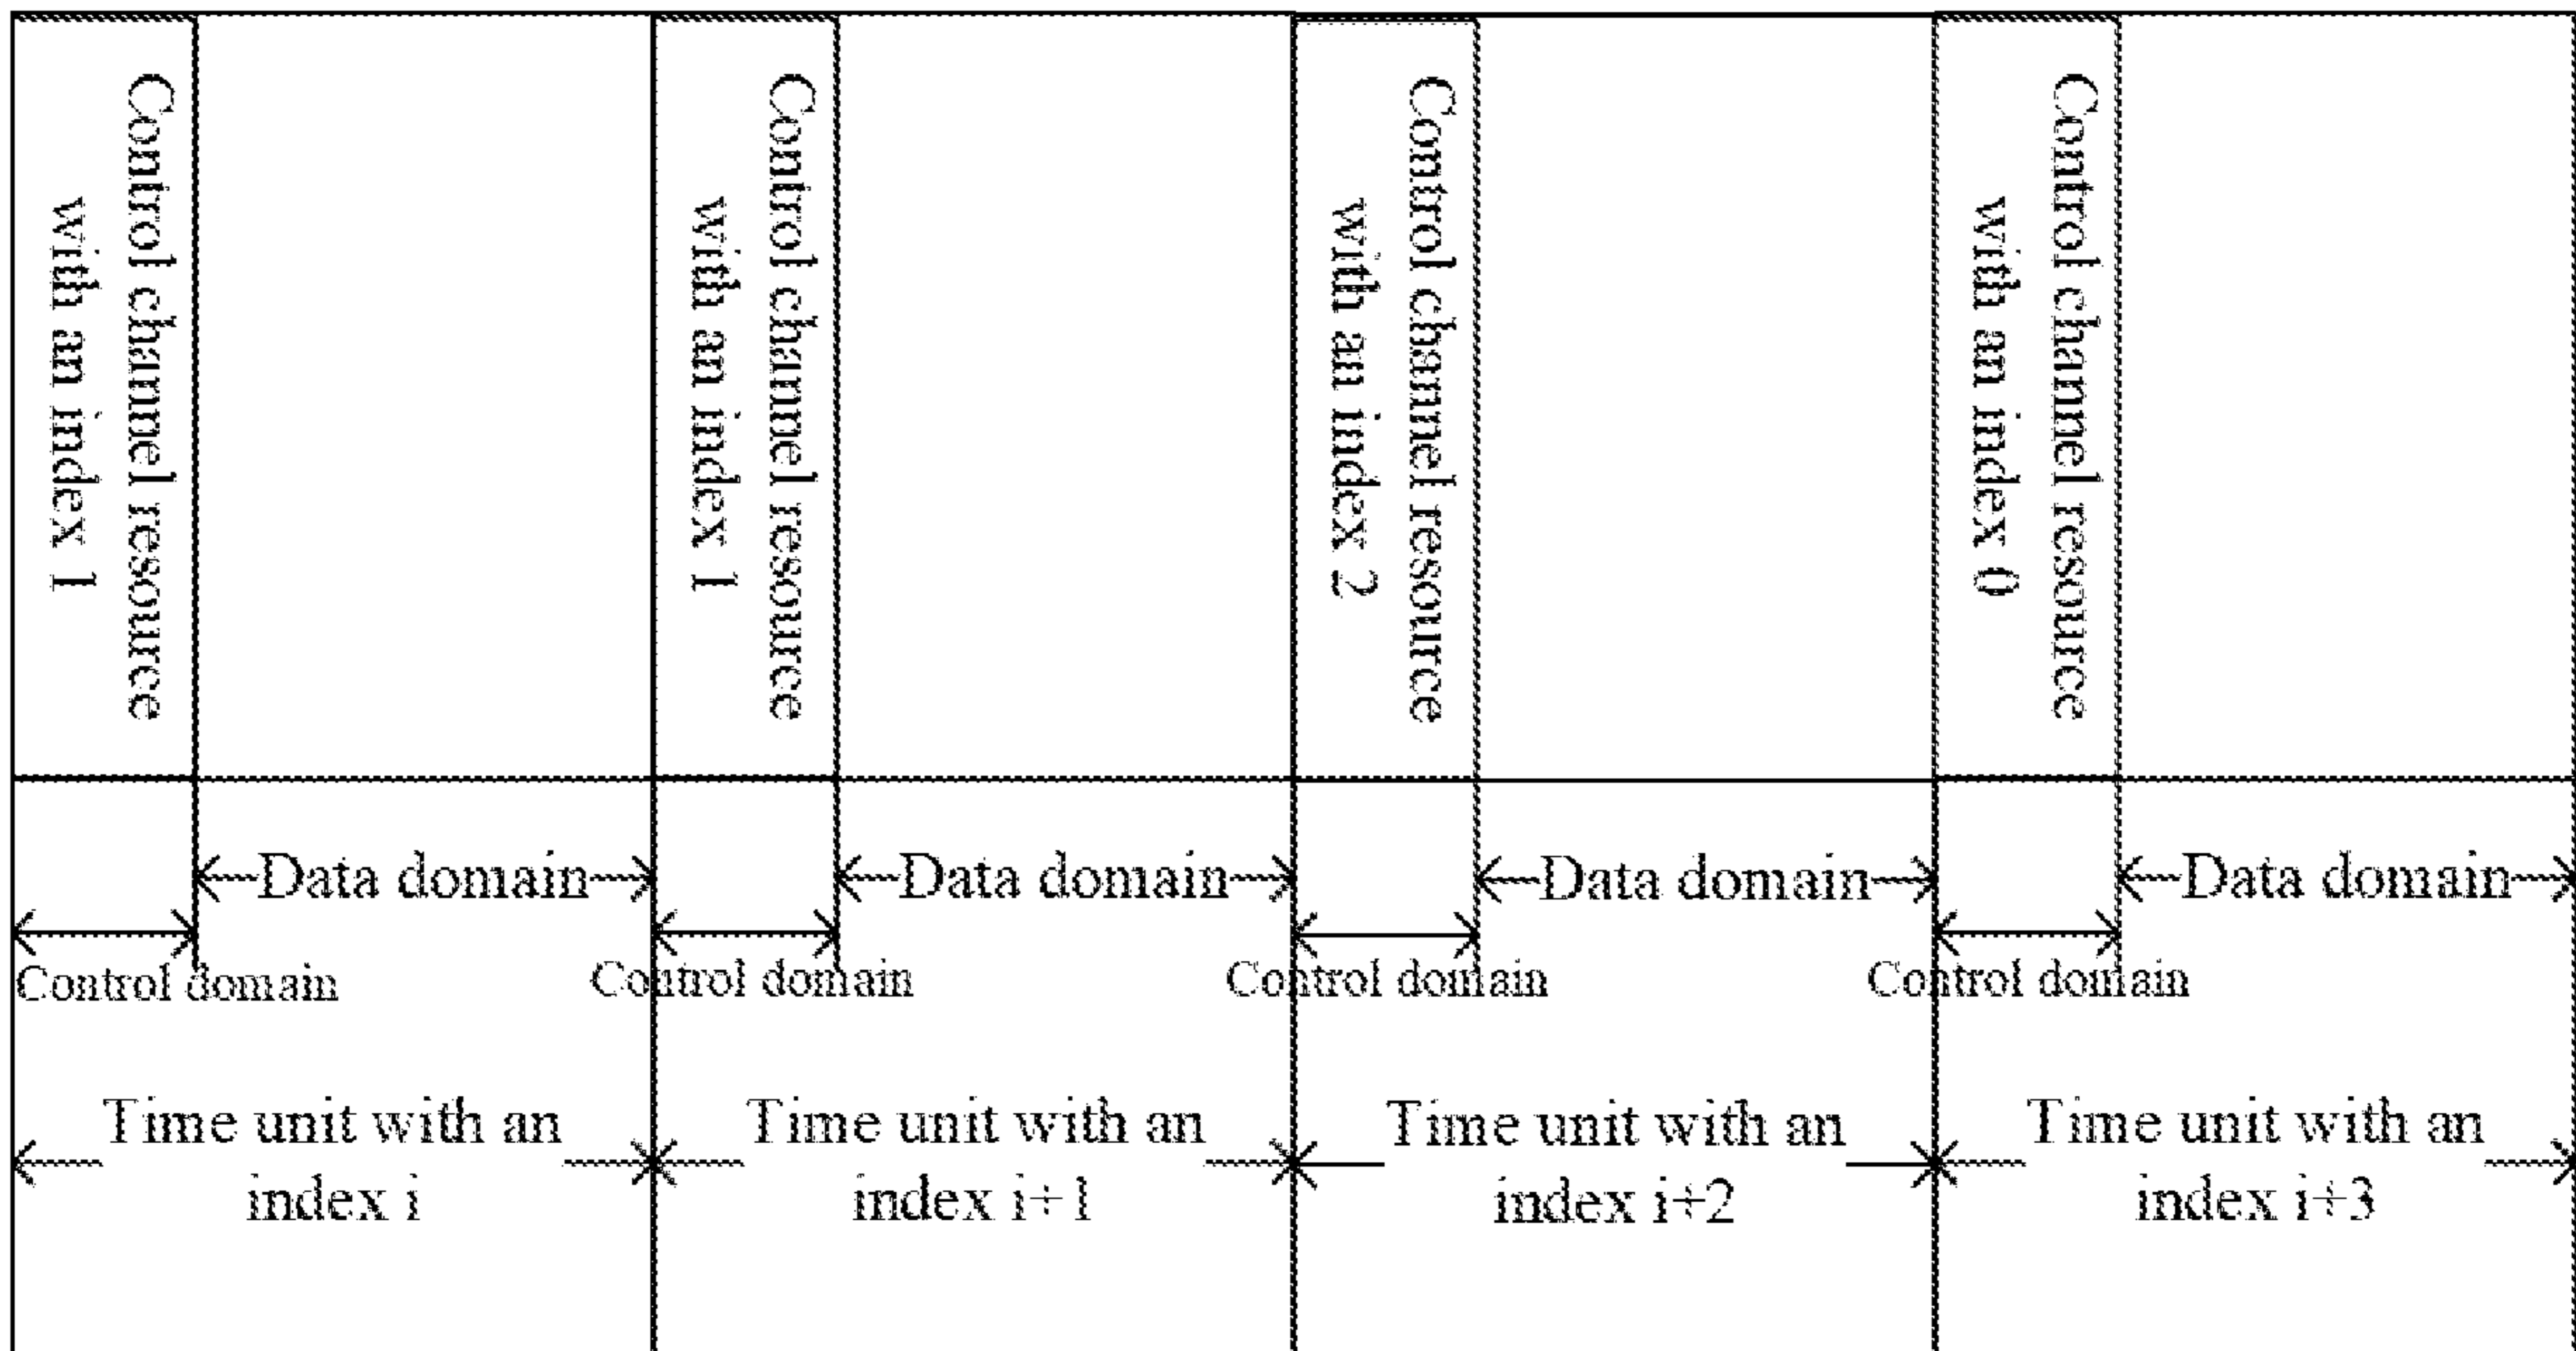 Control channel resource
with an index 1
Control channel resource
with an index 1
Control channel resource
with an index 2
Control channel resource
with an index 0
Data domain
Data domain
Data domain
Data domain
Control domain
Control domain
Control domain
Control domain
Time unit with an
index i
Time unit with an
index i+1
Time unit with an
index i+2
Time unit with an
index i+3